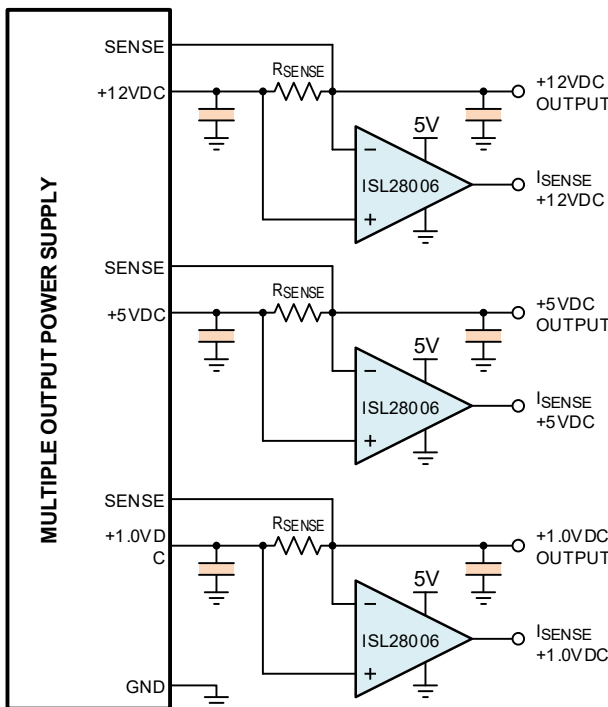 MULTIPLE OUTPUT POWER SUPPLY
SENSE
+12VDC
RSENSE
+12VDC
OUTPUT
5V
ISL28006
ISENSE
+12VDC
SENSE
+5VDC
RSENSE
+5VDC
OUTPUT
5V
ISL28006
ISENSE
+5VDC
SENSE
+1.0VD
C
RSENSE
+1.0VDC
OUTPUT
5V
ISL28006
ISENSE
+1.0VDC
GND